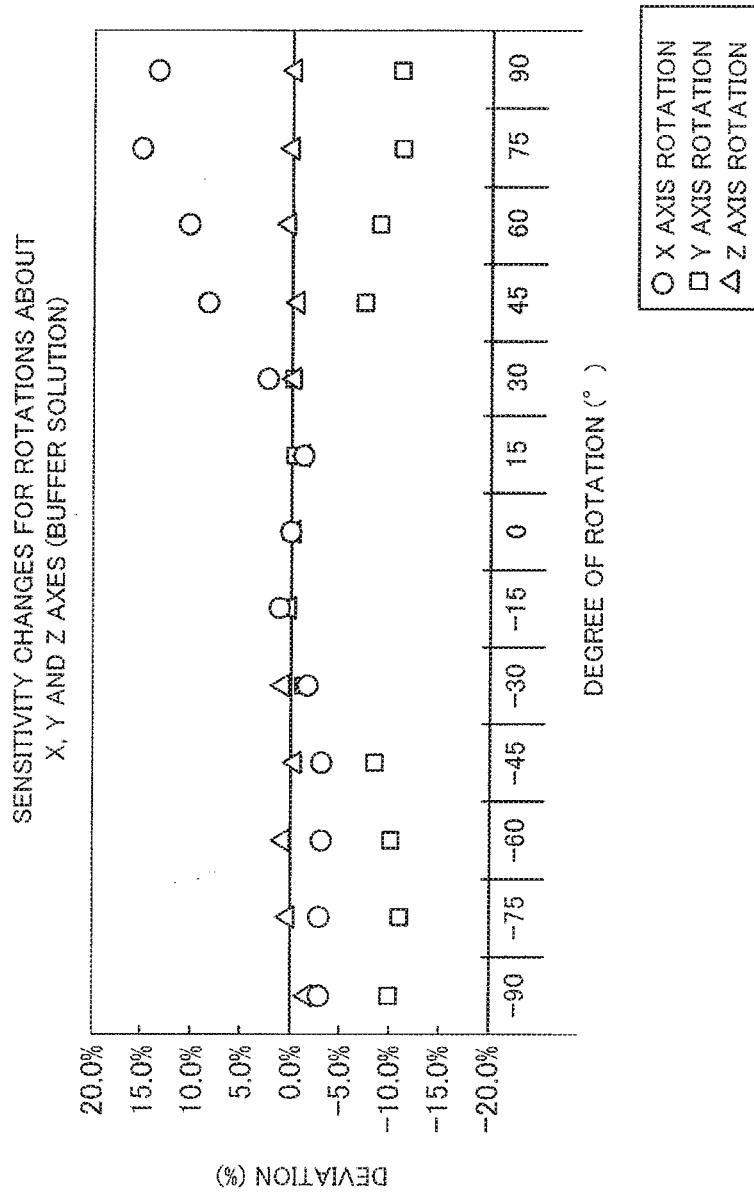 SENSITIVITY CHANGES FOR ROTATIONS ABOUT
X, Y AND Z AXES (BUFFER SOLUTION)
DEVIATION (%)
20.0%
15.0%
10.0%
5.0%
0.0%
-5.0%
-10.0%
-15.0%
-20.0%
-90 -75 -60 -45 -30 -15 0 15 30 45 60 75 90
DEGREE OF ROTATION (°)
X AXIS ROTATION
Y AXIS ROTATION
Z AXIS ROTATION